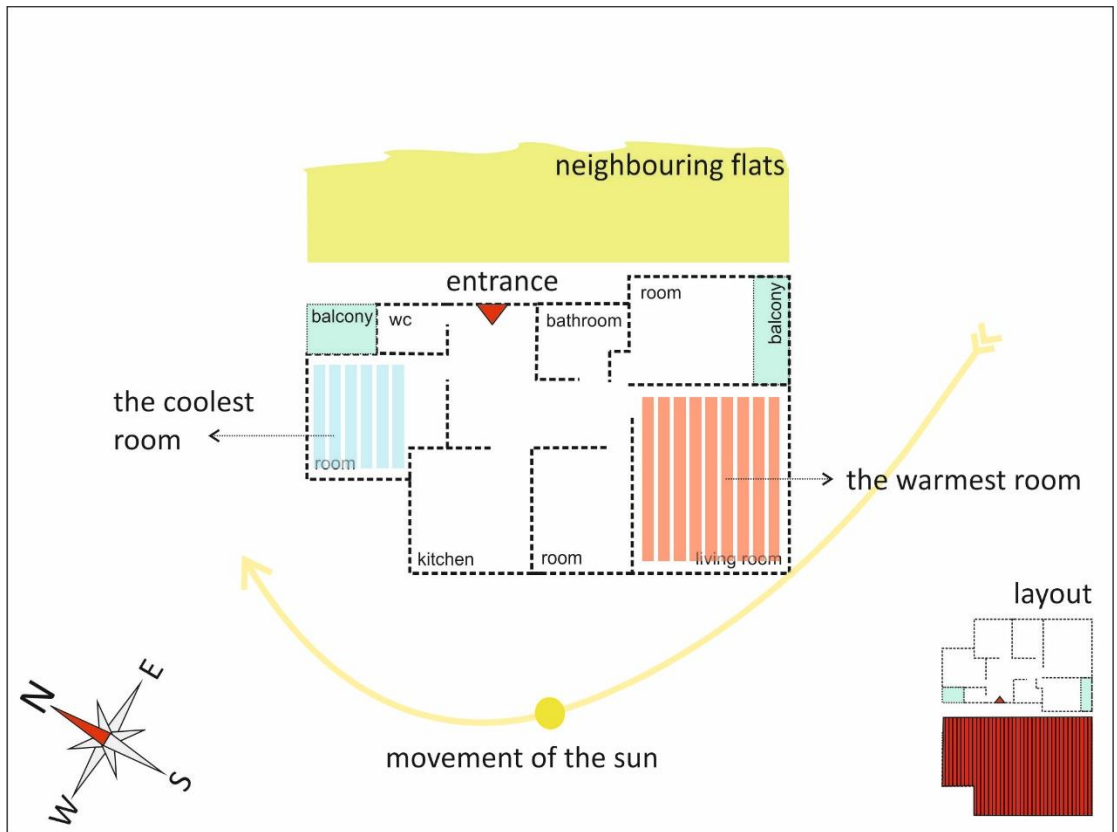 neighbouring flats
entrance
room
balcony
balcony
wc
bathroom
the coolest
room
room
the warmest room
kitchen
room
living room
layout
N
E
W
S
movement of the sun